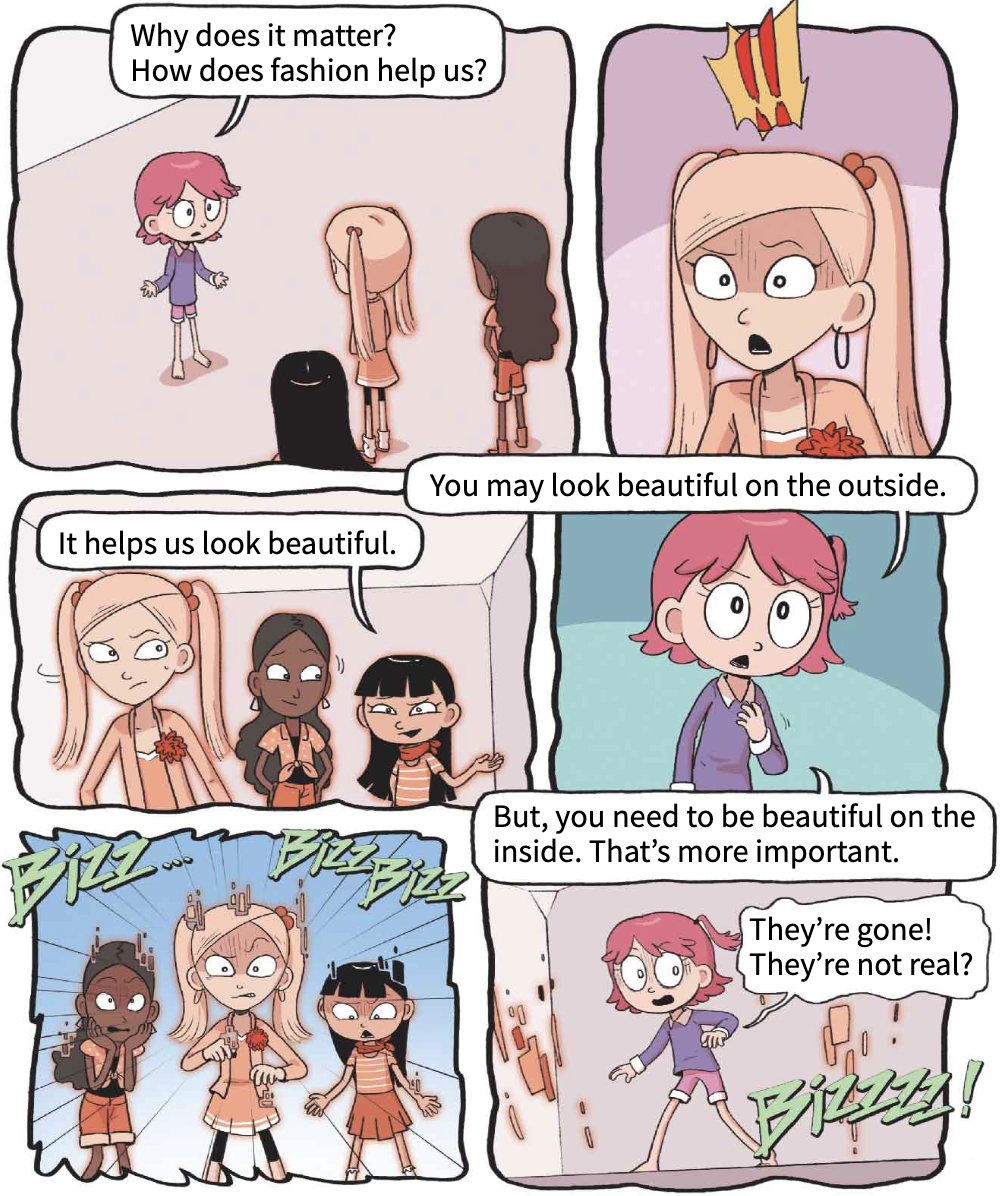 Why does it matter?
How does fashion help us?
!!
It helps us look beautiful.
You may look beautiful on the outside.
But, you need to be beautiful on the
inside. That's more important.
Bizz...
Bizz
Bizz
They're gone!
They're not real?
Bizzzz!